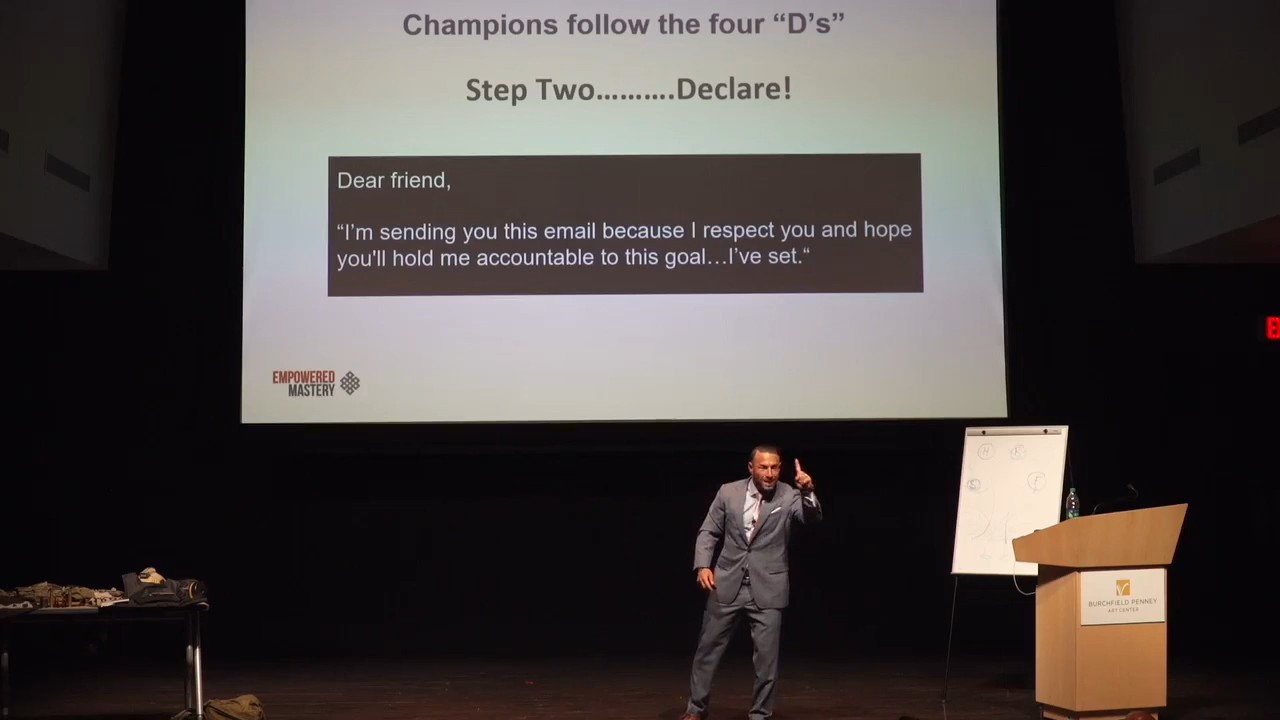 Champions follow the four “D’s”
Step Two..........Declare!
Dear friend,
“I’m sending you this email because I respect you and hope
you'll hold me accountable to this goal...I’ve set.“
EMPOWERED
MASTERY
BURCHFIELD PENNEY
ART CENTER